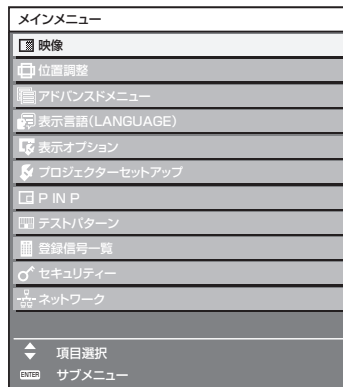 メインメニュー
映像
位置調整
アドバンスドメニュー
表示言語(LANGUAGE)
表示オプション
プロジェクターセットアップ
P IN P
テストパターン
登録信号一覧
セキュリティー
ネットワーク
項目選択
ENTER サブメニュー